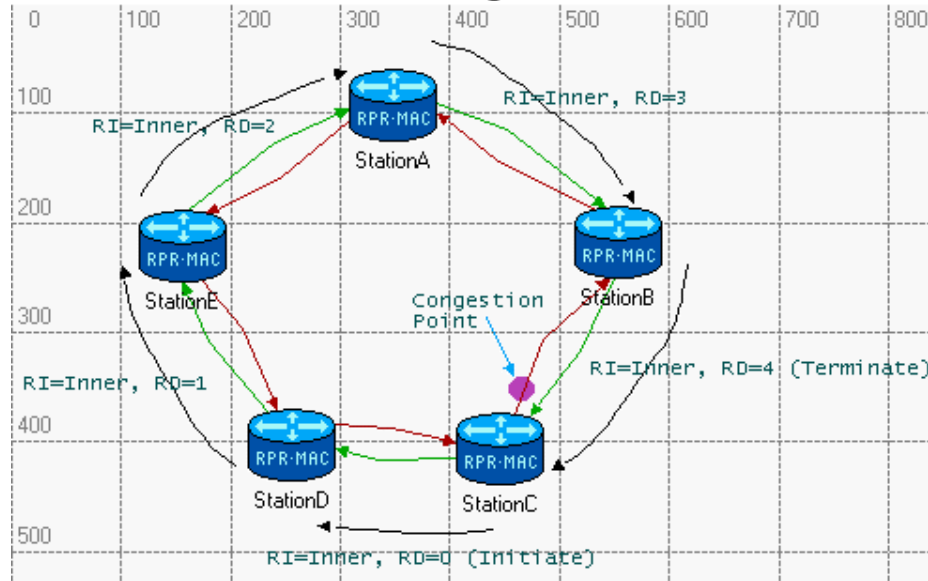 0 100 200 300 400 500 600 700 800
100
RPR-MAC
RI=Inner, RD=3
RI=Inner, RD=2
StationA
200
RPR-MAC
RPR-MAC
StationE
StationB
Congestion
Point
300
RI=Inner, RD=4 (Terminate)
RI=Inner, RD=1
400
RPR-MAC
RPR-MAC
StationD
StationC
500
RI=Inner, RD=0 (Initiate)